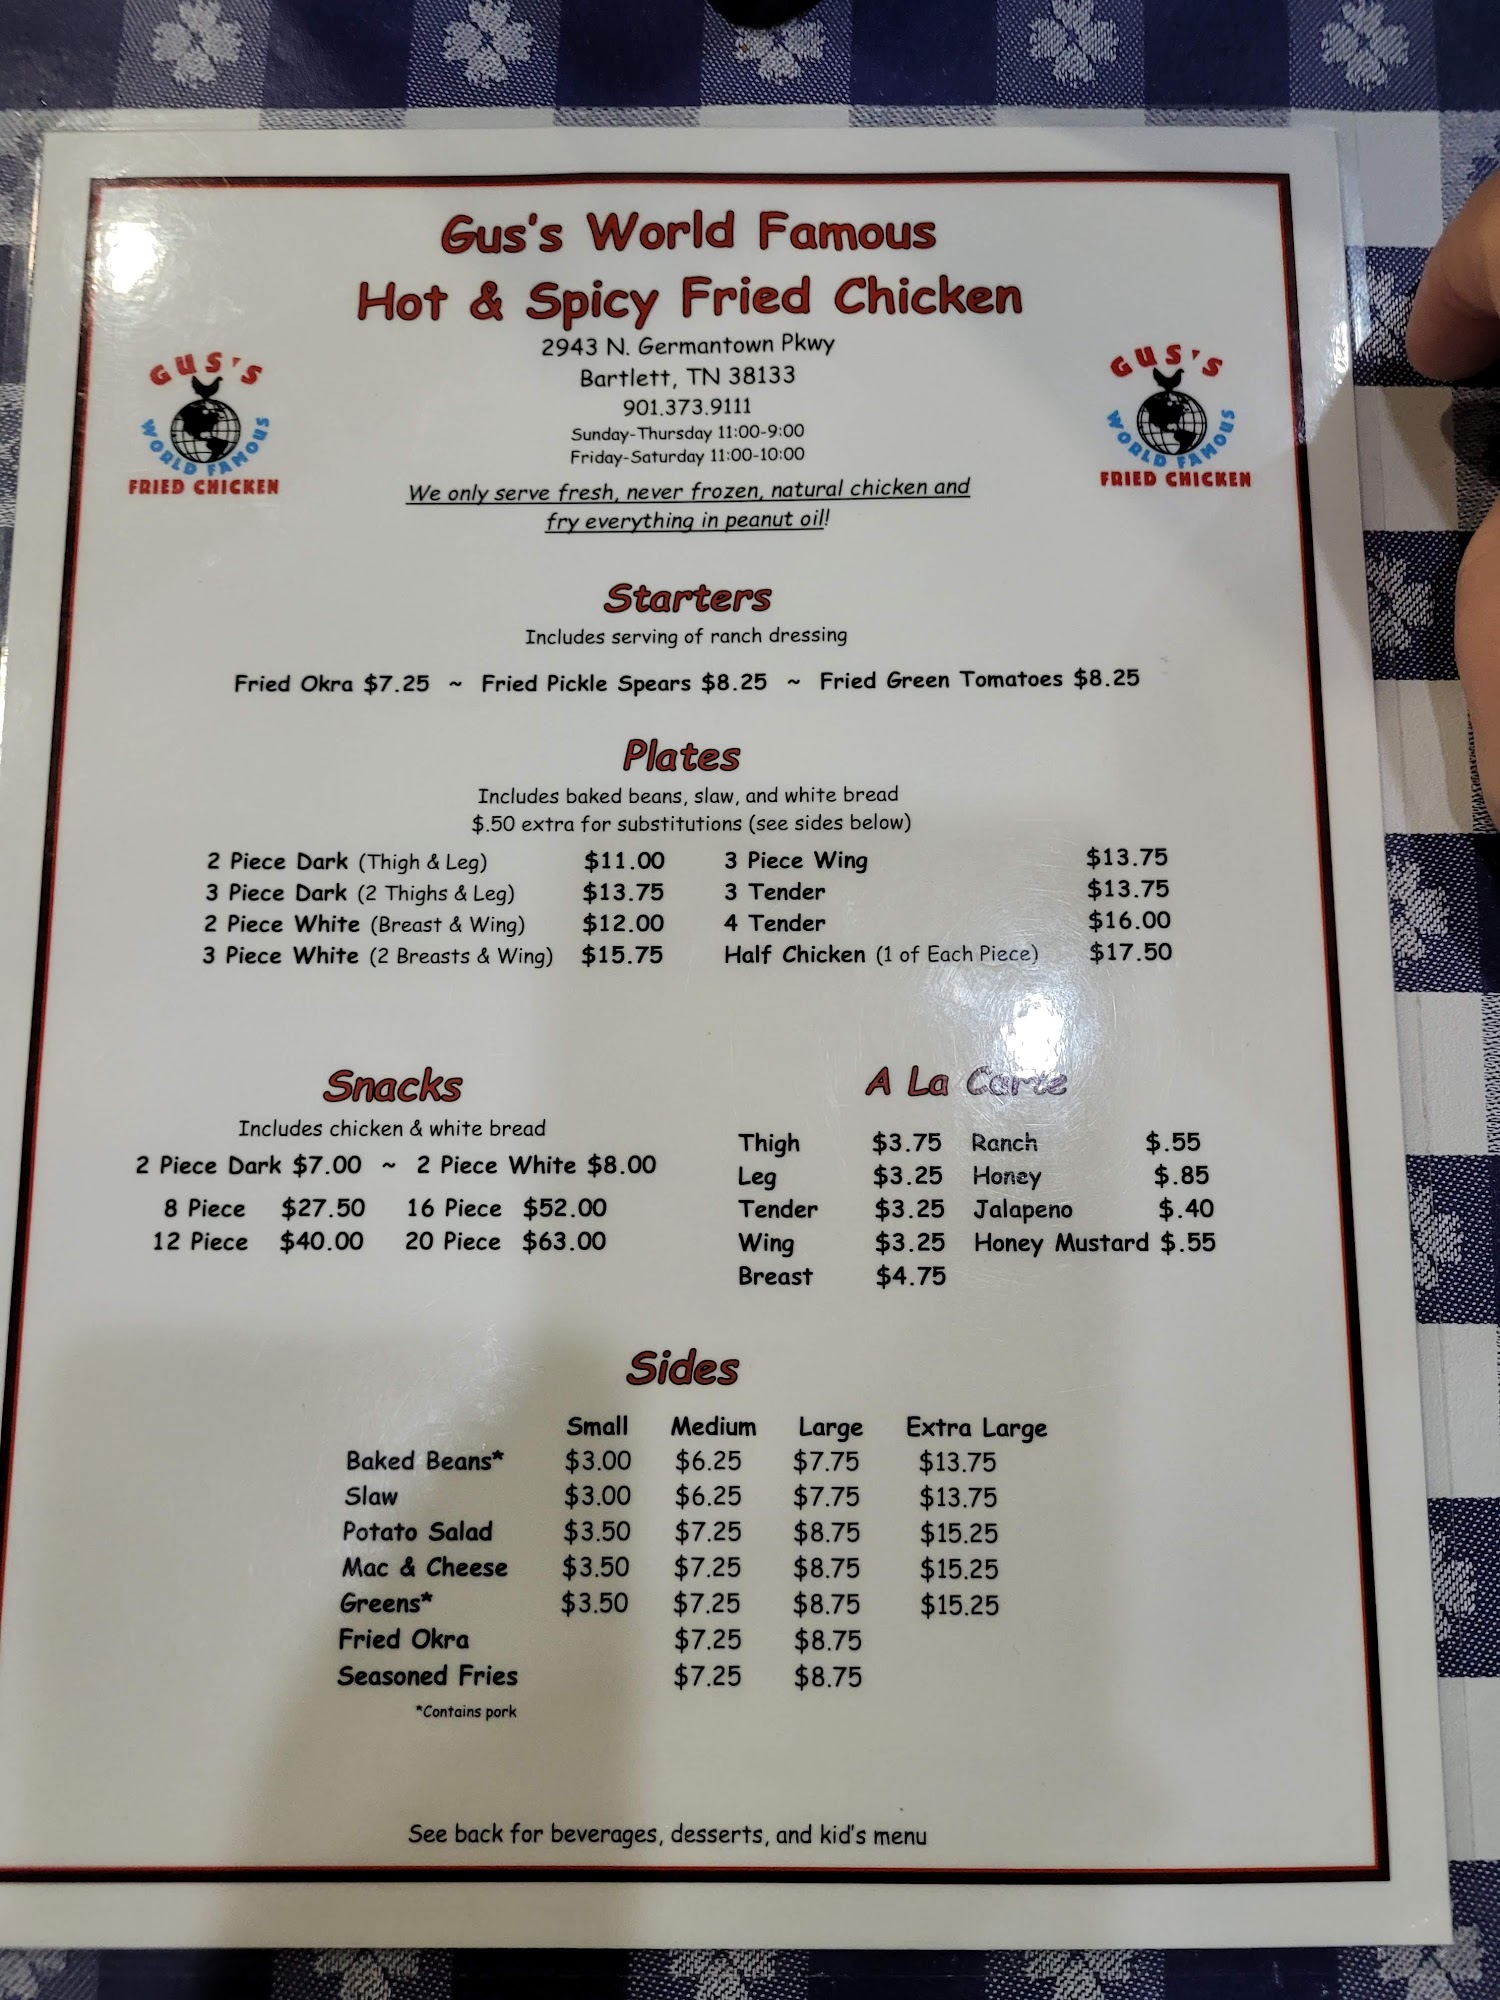 Gus's World Famous
Hot & Spicy Fried Chicken
2943 N. Germantown Pkwy
Bartlett, TN 38133
901.373.9111
Sunday-Thursday 11:00-9:00
Friday-Saturday 11:00-10:00
GUS'S
WORLD FAMOUS
FRIED CHICKEN
GUS'S
WORLD FAMOUS
FRIED CHICKEN
We only serve fresh, never frozen, natural chicken and
fry everything in peanut oil!
Starters
Includes serving of ranch dressing
Fried Okra $7.25 ~ Fried Pickle Spears $8.25 ~ Fried Green Tomatoes $8.25
Plates
Includes baked beans, slaw, and white bread
$.50 extra for substitutions (see sides below)
2 Piece Dark (Thigh & Leg) $11.00 3 Piece Wing $13.75
3 Piece Dark (2 Thighs & Leg) $13.75 3 Tender $13.75
2 Piece White (Breast & Wing) $12.00 4 Tender $16.00
3 Piece White (2 Breasts & Wing) $15.75 Half Chicken (1 of Each Piece) $17.50
Snacks
Includes chicken & white bread
2 Piece Dark $7.00 ~ 2 Piece White $8.00
8 Piece $27.50 16 Piece $52.00
12 Piece $40.00 20 Piece $63.00
A La Carte
Thigh $3.75 Ranch $.55
Leg $3.25 Honey $.85
Tender $3.25 Jalapeno $.40
Wing $3.25 Honey Mustard $.55
Breast $4.75
Sides
Small Medium Large Extra Large
Baked Beans* $3.00 $6.25 $7.75 $13.75
Slaw $3.00 $6.25 $7.75 $13.75
Potato Salad $3.50 $7.25 $8.75 $15.25
Mac & Cheese $3.50 $7.25 $8.75 $15.25
Greens* $3.50 $7.25 $8.75 $15.25
Fried Okra $7.25 $8.75
Seasoned Fries $7.25 $8.75
*Contains pork
See back for beverages, desserts, and kid's menu